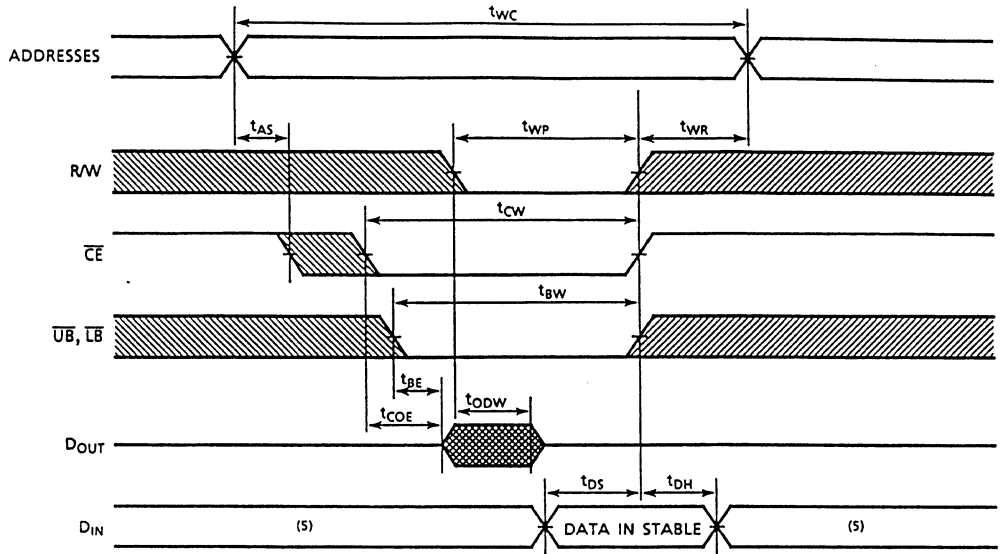 tWC
ADDRESSES
tAS
tWP
tWR
R/W
tCW
CE
tBW
UB, LB
tBE
tCOE
tODW
DOUT
tDS
tDH
DIN
(5)
DATA IN STABLE
(5)